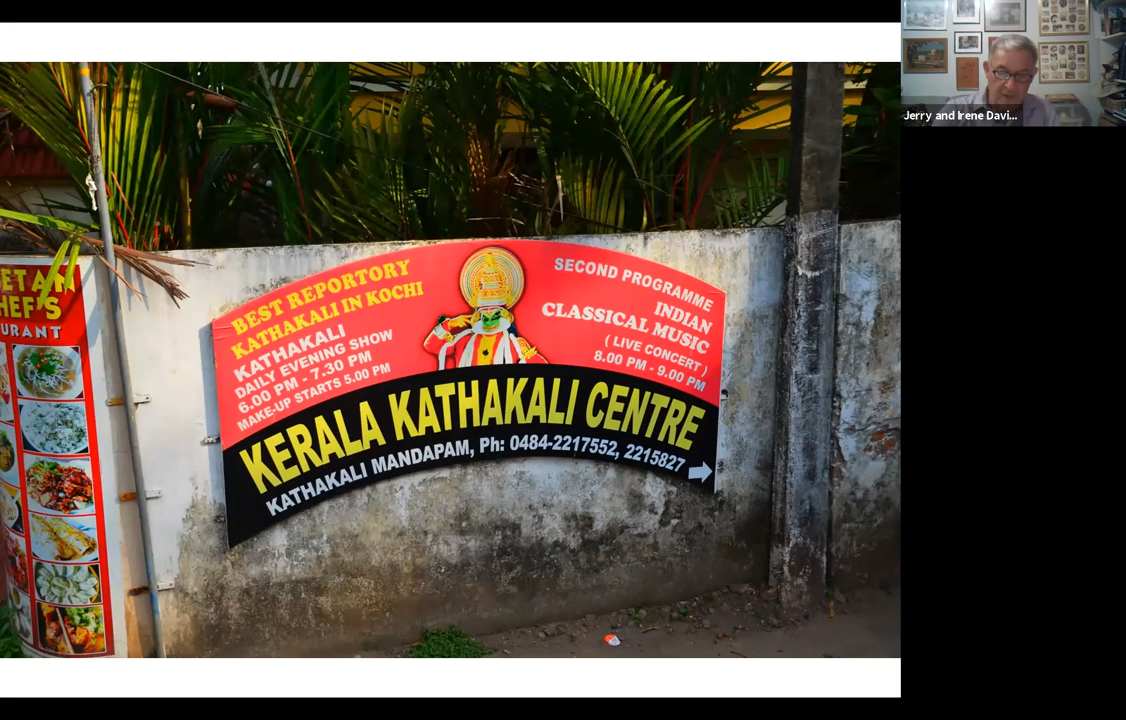 BEST REPORTORY
KATHAKALI IN KOCHI
KATHAKALI
DAILY EVENING SHOW
6.00 PM - 7.30 PM
MAKE-UP STARTS 5.00 PM
SECOND PROGRAMME
INDIAN
CLASSICAL MUSIC
( LIVE CONCERT )
8.00 PM - 9.00 PM
KERALA KATHAKALI CENTRE
KATHAKALI MANDAPAM, Ph: 0484-2217552, 2215827
HEF'S
URANT
Jerry and Irene Davi...